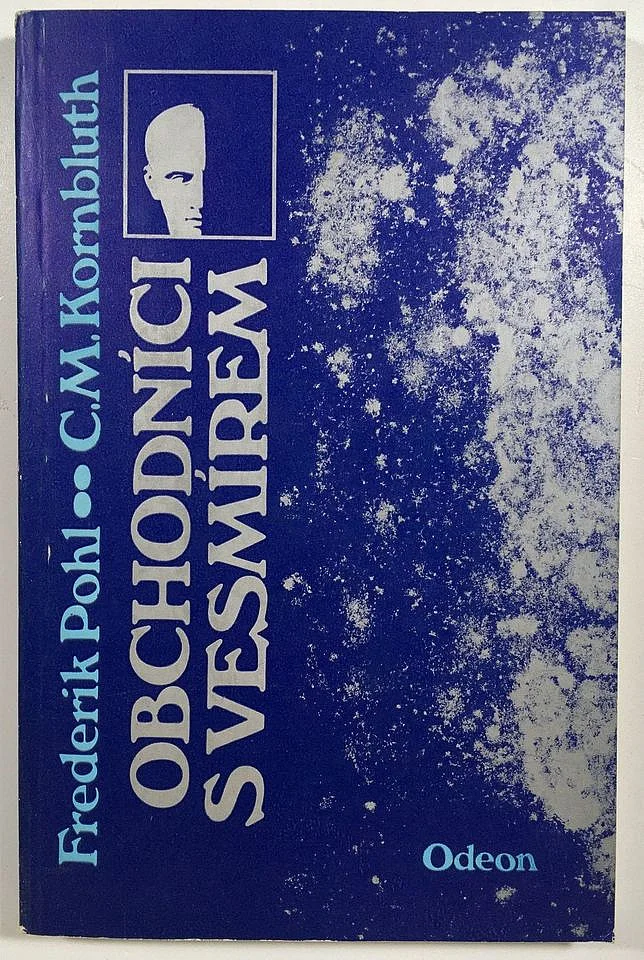 Frederik Pohl •• C.M. Kornbluth
OBCHODNÍCI
S VESMÍREM
Odeon